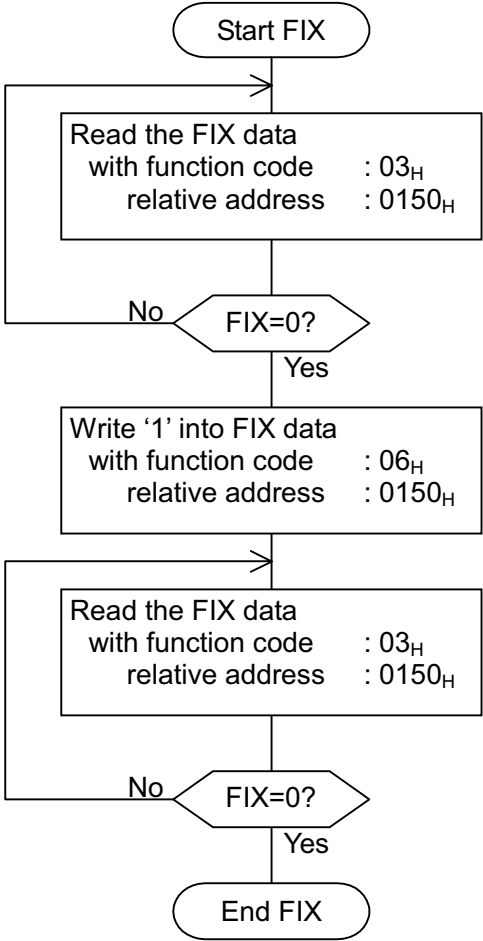 Start FIX
Read the FIX data
with function code : 03H
relative address : 0150H
No
FIX=0?
Yes
Write ‘1’ into FIX data
with function code : 06H
relative address : 0150H
Read the FIX data
with function code : 03H
relative address : 0150H
No
FIX=0?
Yes
End FIX